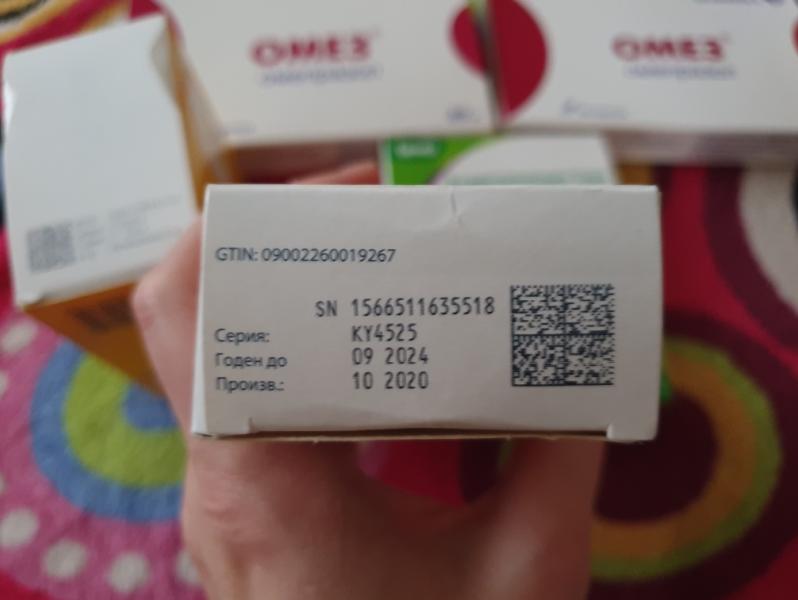 ОМЕЗ
ОМЕЗ
GTIN: 09002260019267
SN 1566511635518
Серия: KY4525
Годен до 09 2024
Произв.: 10 2020